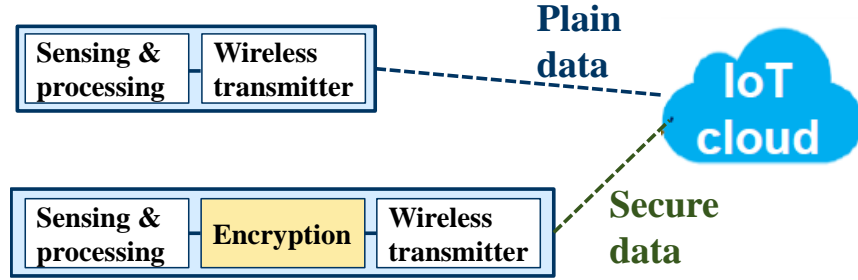 Sensing &
processing
Wireless
transmitter
Plain
data
IoT
cloud
Sensing &
processing
Encryption
Wireless
transmitter
Secure
data